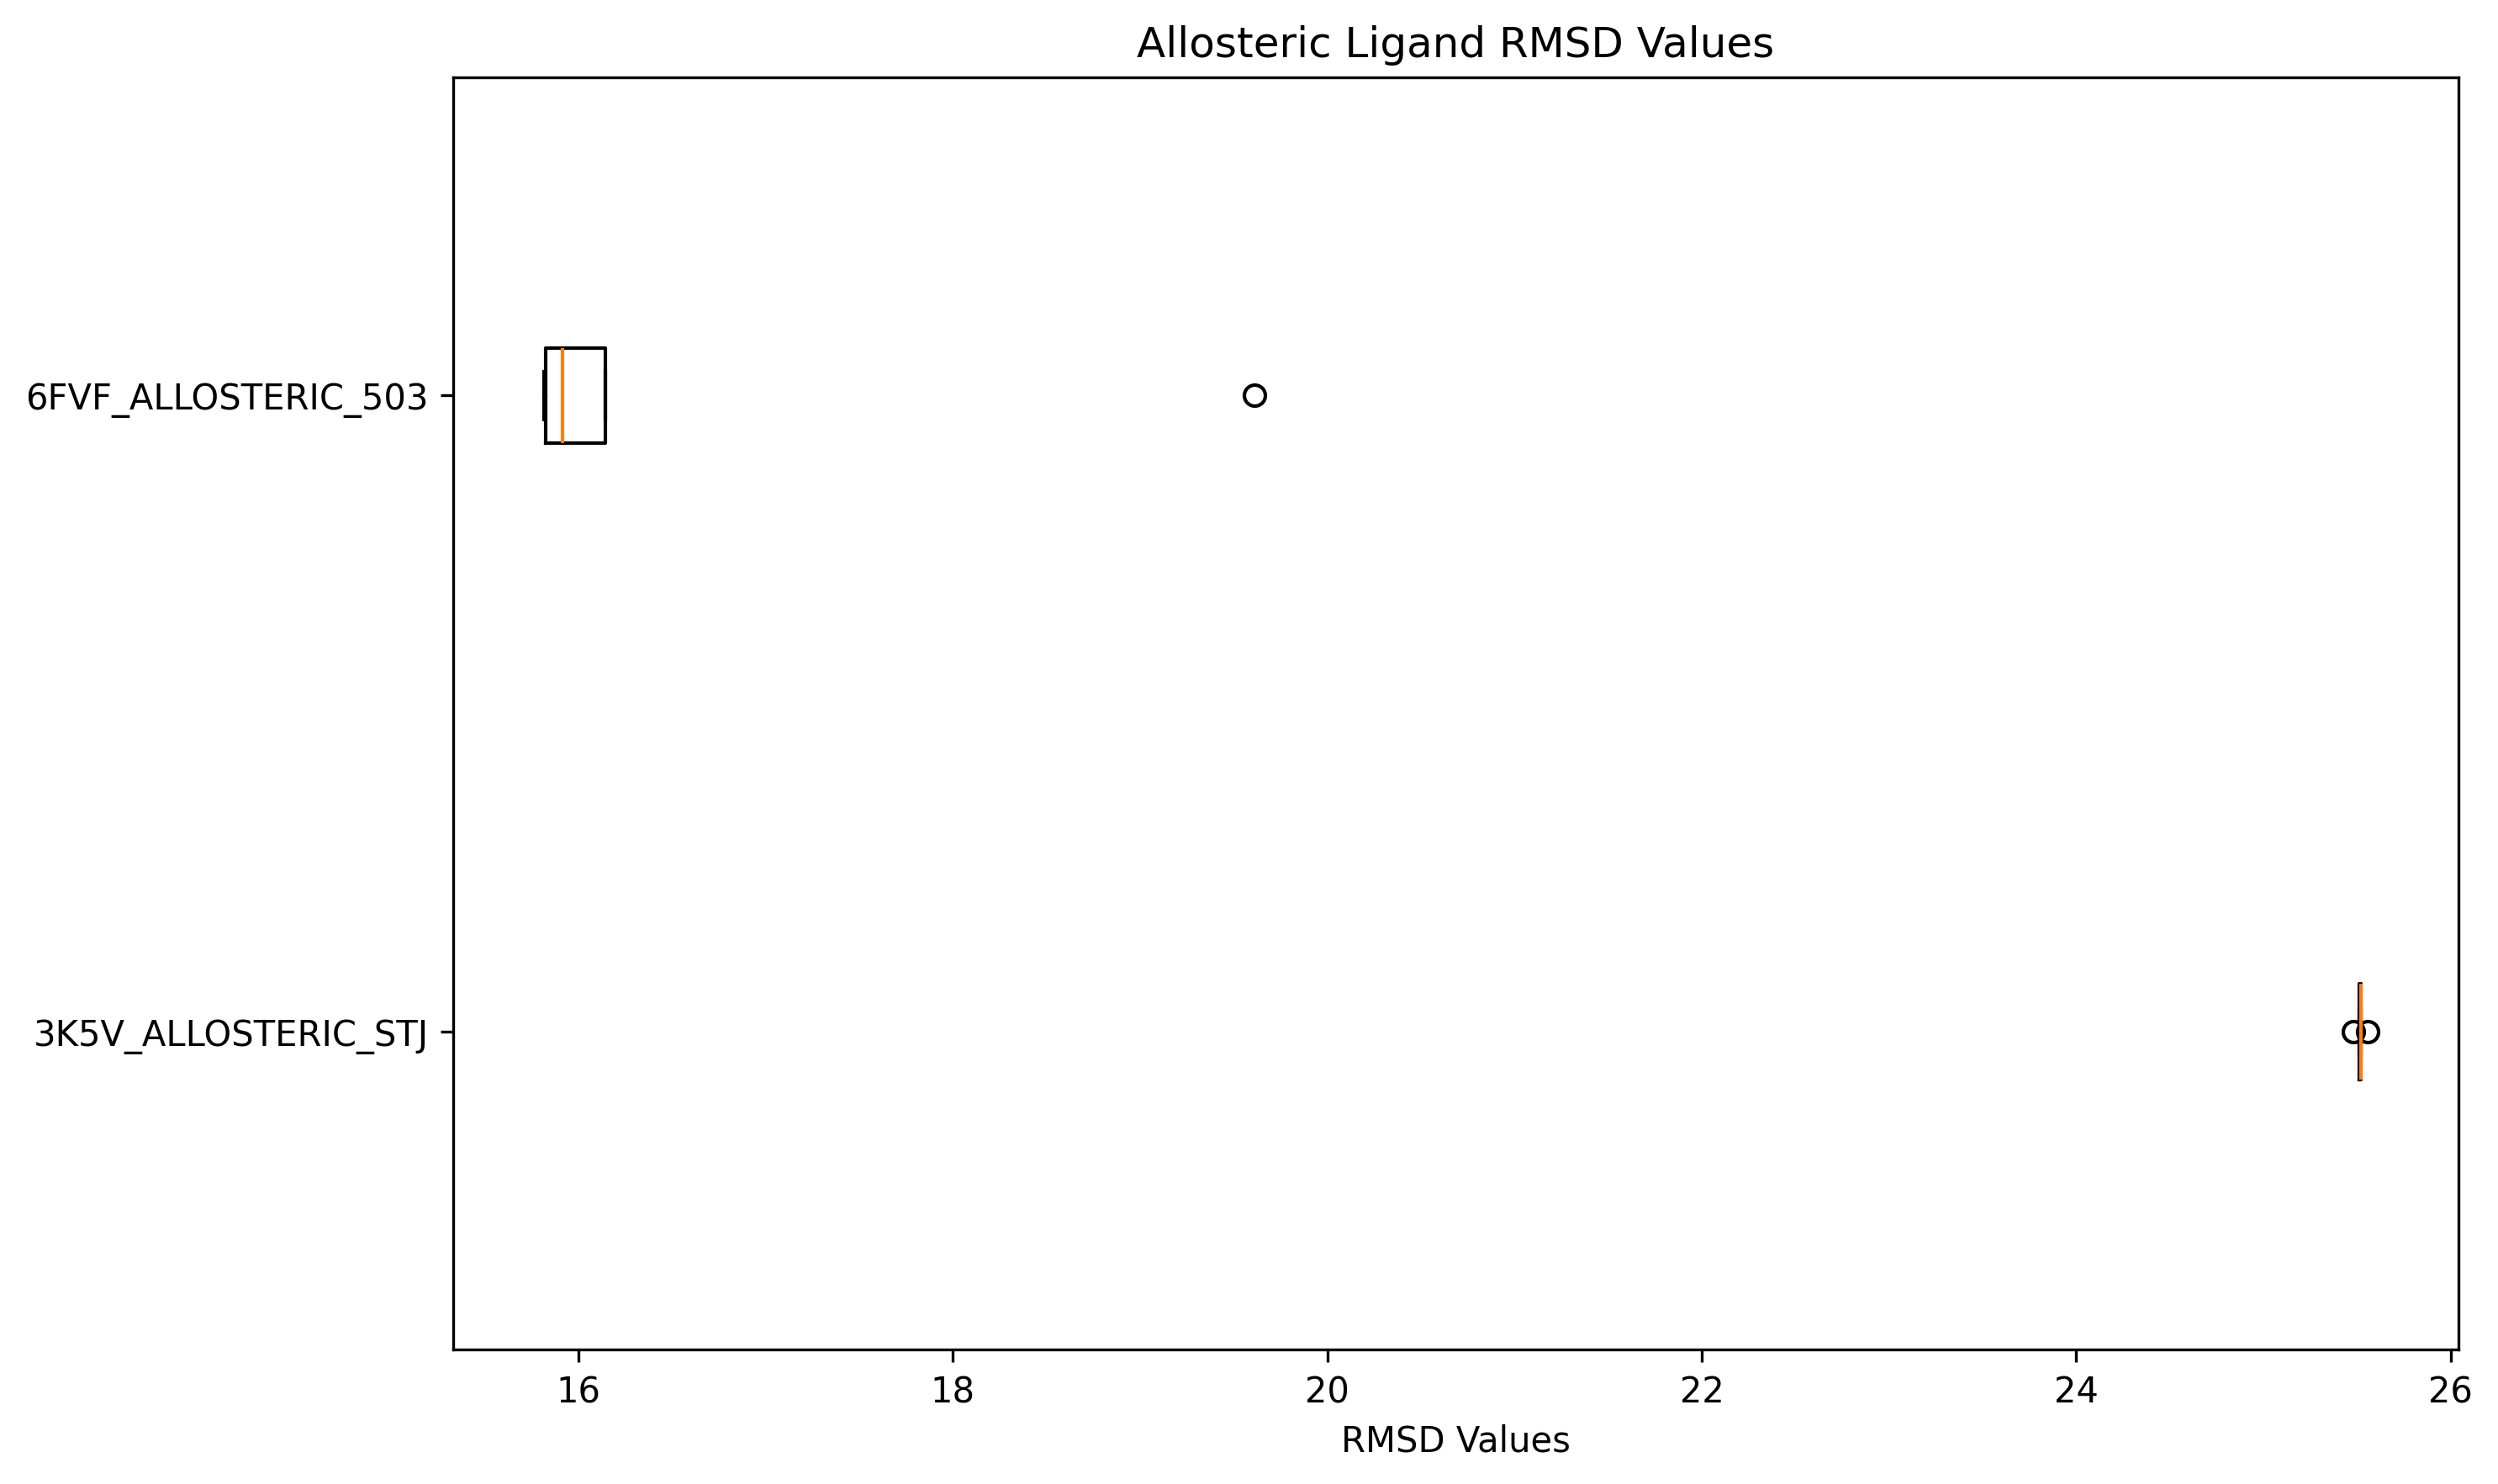 Allosteric Ligand RMSD Values
6FVF_ALLOSTERIC_503
3K5V_ALLOSTERIC_STJ
16 18 20 22 24 26
RMSD Values